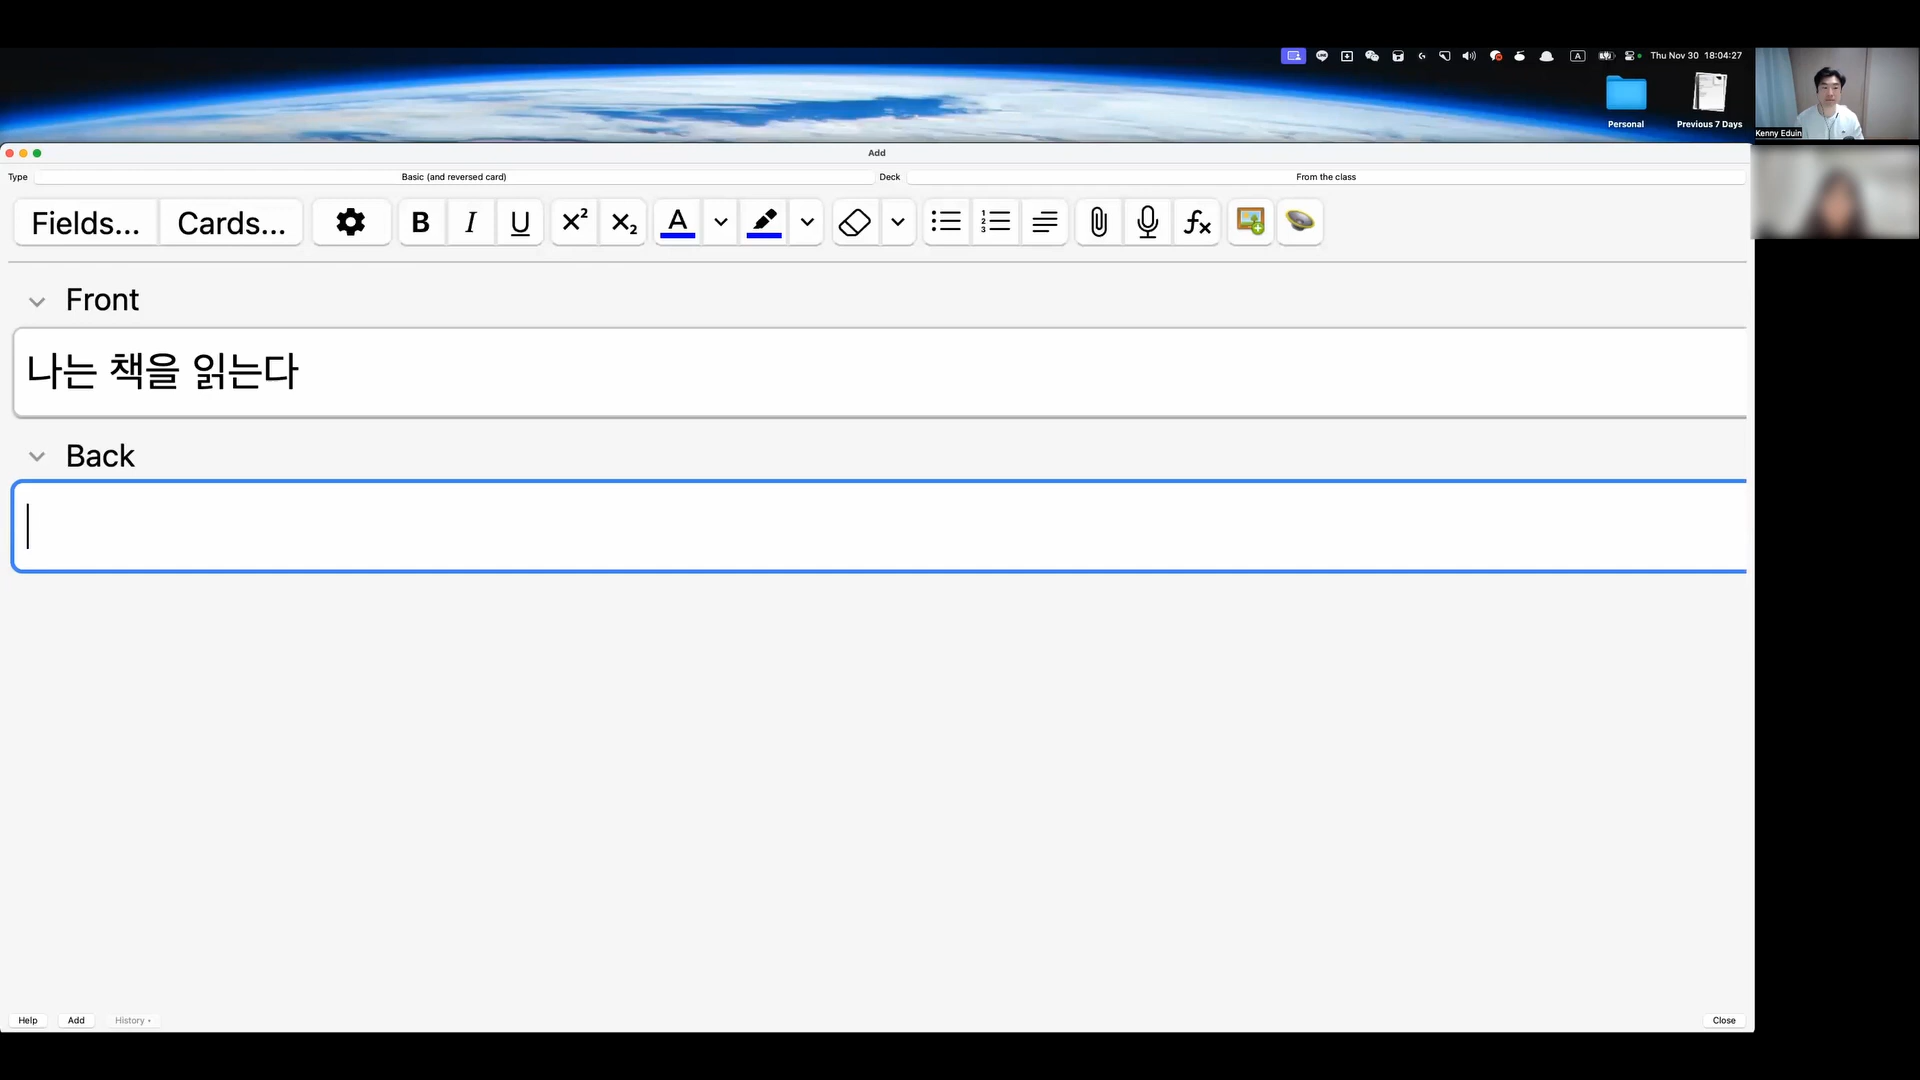 Thu Nov 30 18:04:27
Personal
Previous 7 Days
Kenny Eduin
Add
Type
Basic (and reversed card)
Deck
From the class
Fields...
Cards...
Front
나는 책을 읽는다
Back
Help
Add
History
Close